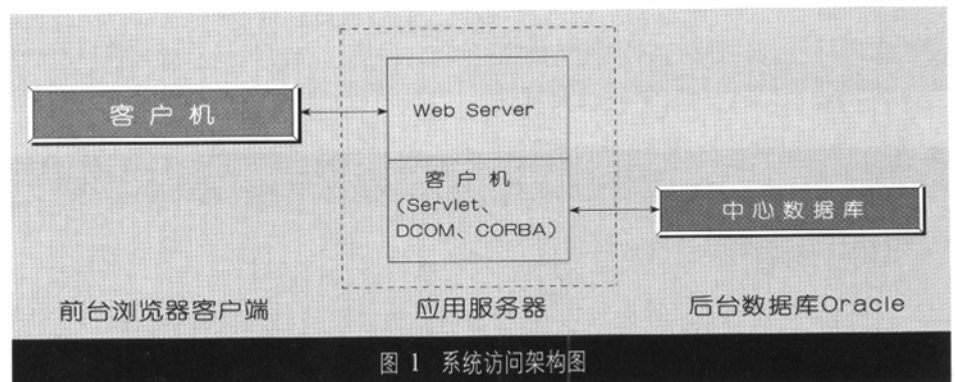 客户机
Web Server
客户机
(Servlet、
DCOM、CORBA)
中心数据库
前台浏览器客户端
应用服务器
后台数据库Oracle
图 1 系统访问架构图